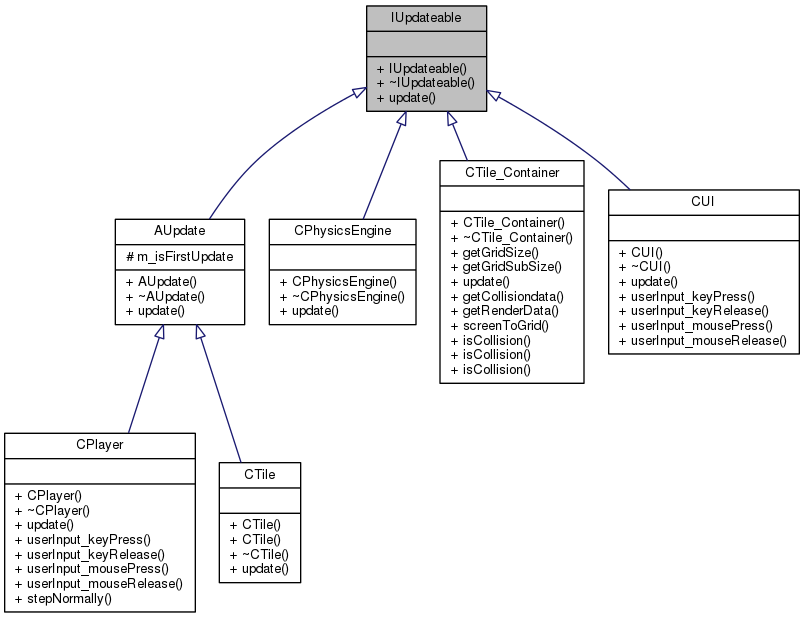 IUpdateable
+ IUpdateable()
+ ~IUpdateable()
+ update()
AUpdate
# m_isFirstUpdate
+ AUpdate()
+ ~AUpdate()
+ update()
CPhysicsEngine
+ CPhysicsEngine()
+ ~CPhysicsEngine()
+ update()
CTile_Container
+ CTile_Container()
+ ~CTile_Container()
+ getGridSize()
+ getGridSubSize()
+ update()
+ getCollisiondata()
+ getRenderData()
+ screenToGrid()
+ isCollision()
+ isCollision()
+ isCollision()
CUI
+ CUI()
+ ~CUI()
+ update()
+ userInput_keyPress()
+ userInput_keyRelease()
+ userInput_mousePress()
+ userInput_mouseRelease()
CPlayer
+ CPlayer()
+ ~CPlayer()
+ update()
+ userInput_keyPress()
+ userInput_keyRelease()
+ userInput_mousePress()
+ userInput_mouseRelease()
+ stepNormally()
CTile
+ CTile()
+ CTile()
+ ~CTile()
+ update()